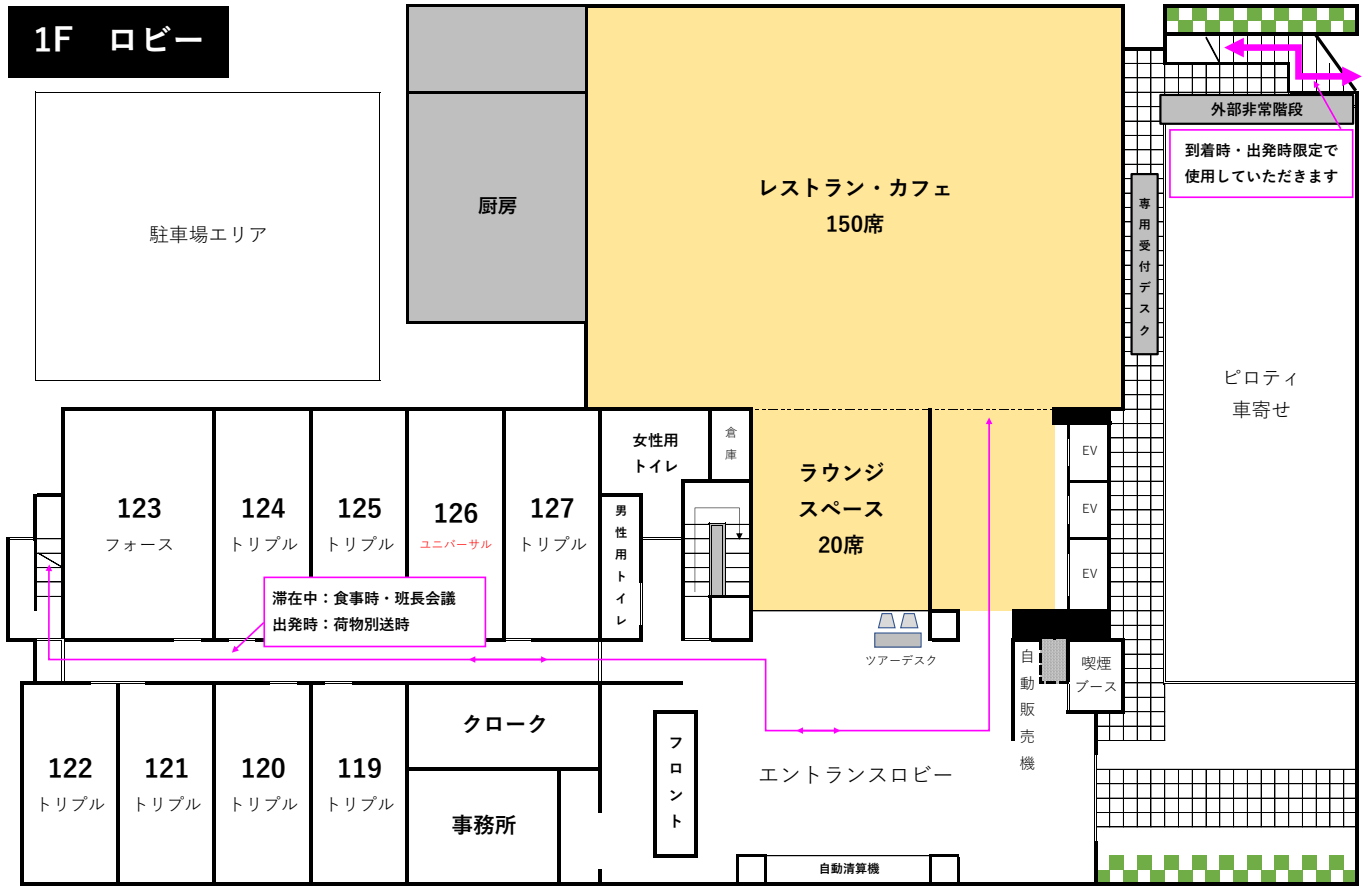 1F　ロビー
外部非常階段
到着時・出発時限定で
使用していただきます
厨房
レストラン・カフェ
150席
専用受付デスク
駐車場エリア
ピロティ
車寄せ
女性用
トイレ
倉庫
ラウンジ
スペース
20席
EV
EV
EV
123
フォース
124
トリプル
125
トリプル
126
ユニバーサル
127
トリプル
男性用トイレ
滞在中：食事時・班長会議
出発時：荷物別送時
ツアーデスク
自動販売機
喫煙
ブース
クローク
フロント
122
トリプル
121
トリプル
120
トリプル
119
トリプル
エントランスロビー
事務所
自動清算機